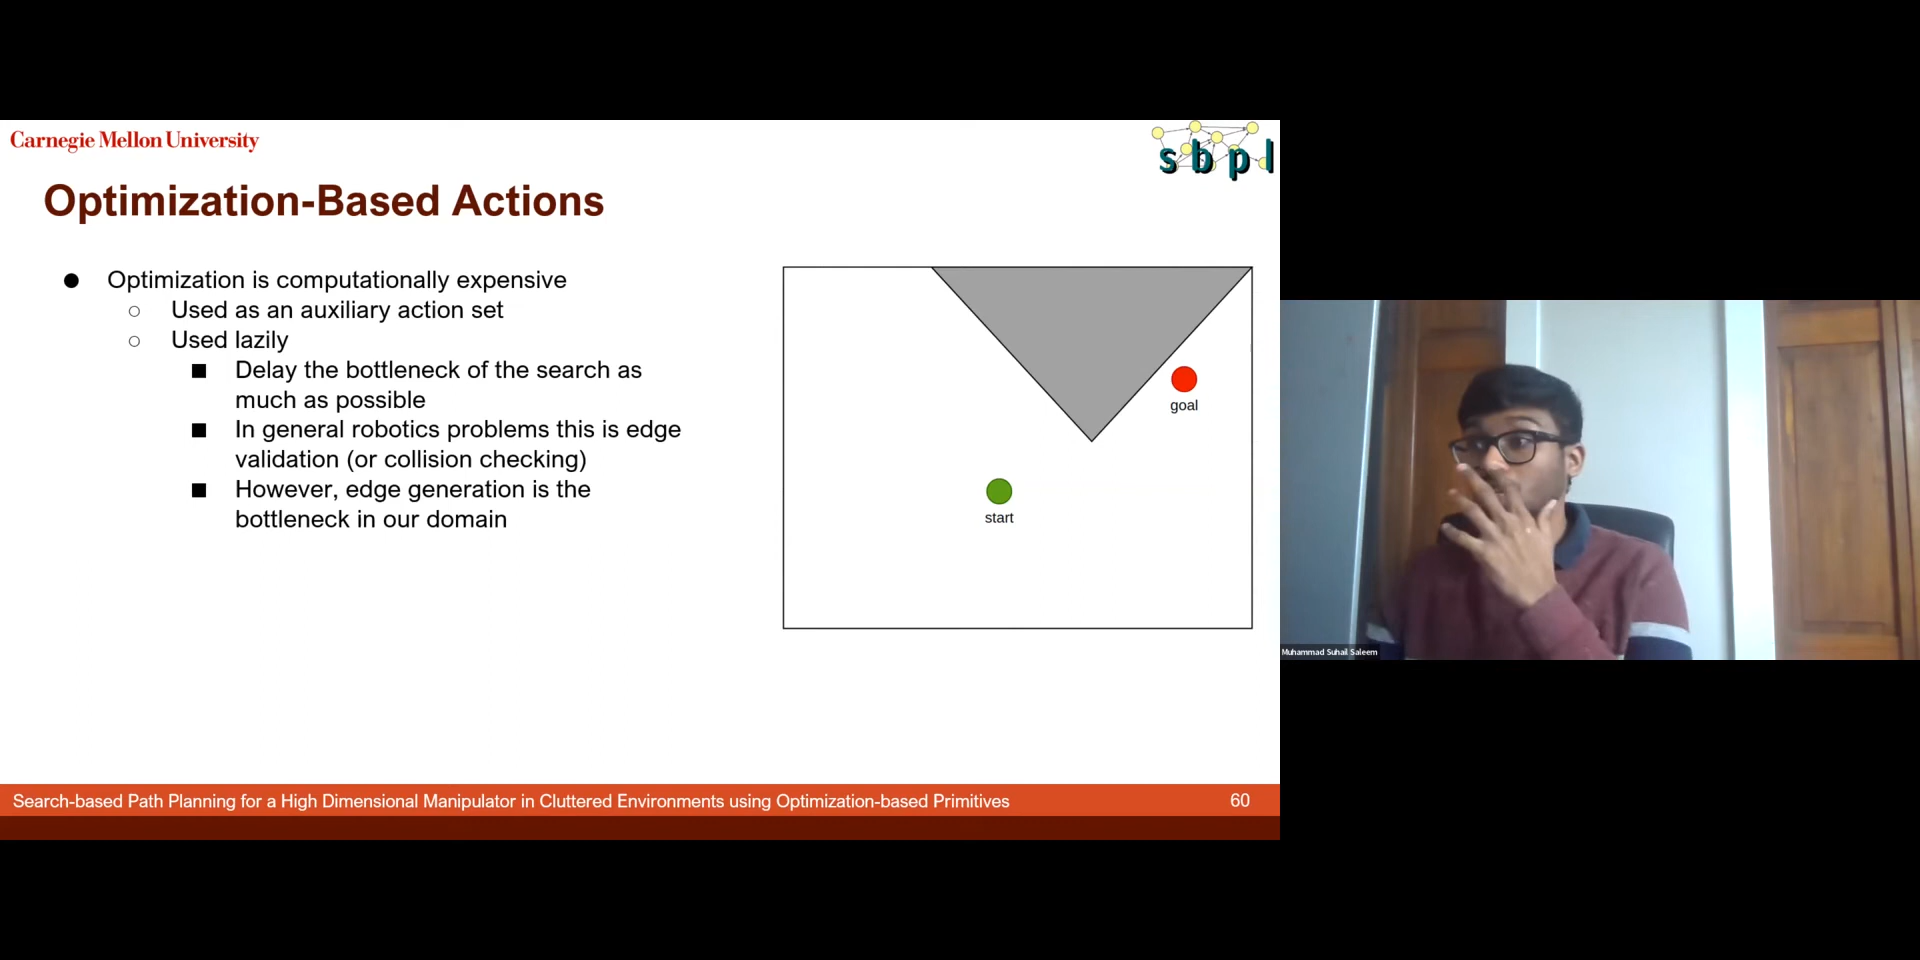 Carnegie Mellon University
sbpl
Optimization-Based Actions
● Optimization is computationally expensive
○ Used as an auxiliary action set
○ Used lazily
■ Delay the bottleneck of the search as
much as possible
■ In general robotics problems this is edge
validation (or collision checking)
■ However, edge generation is the
bottleneck in our domain
goal
start
Muhammad Suhail Saleem
Search-based Path Planning for a High Dimensional Manipulator in Cluttered Environments using Optimization-based Primitives 60